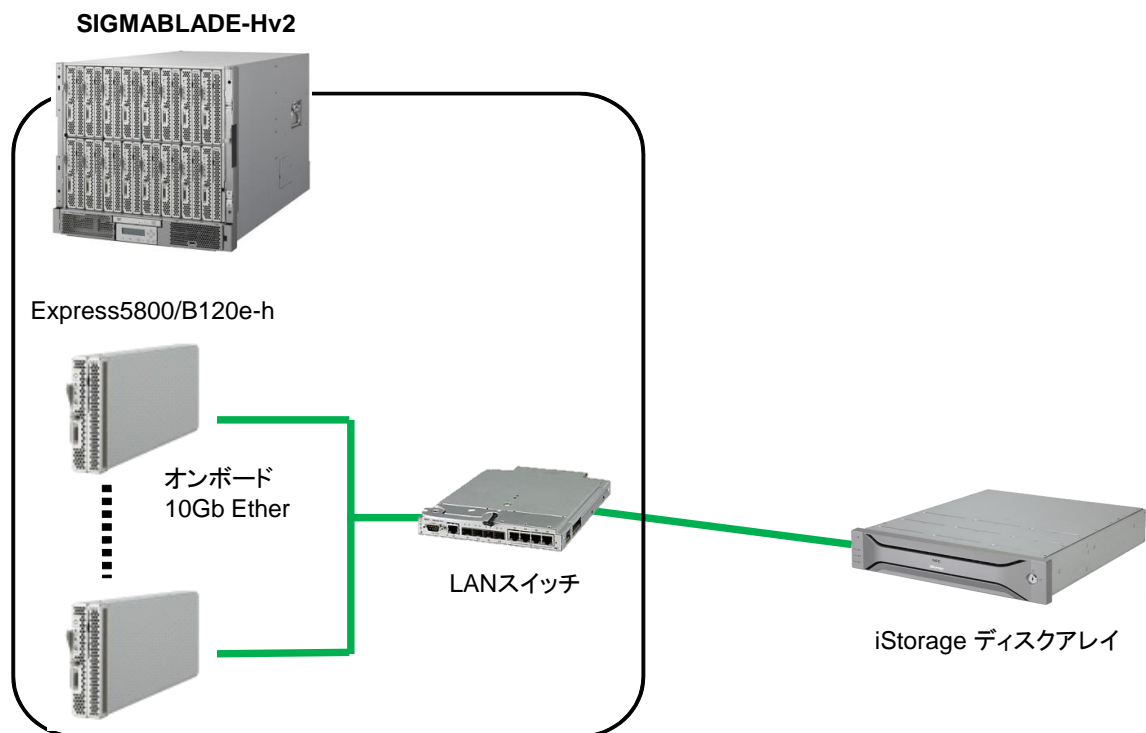 SIGMABLADE-Hv2
Express5800/B120e-h
オンボード
10Gb Ether
LANスイッチ
iStorage ディスクアレイ